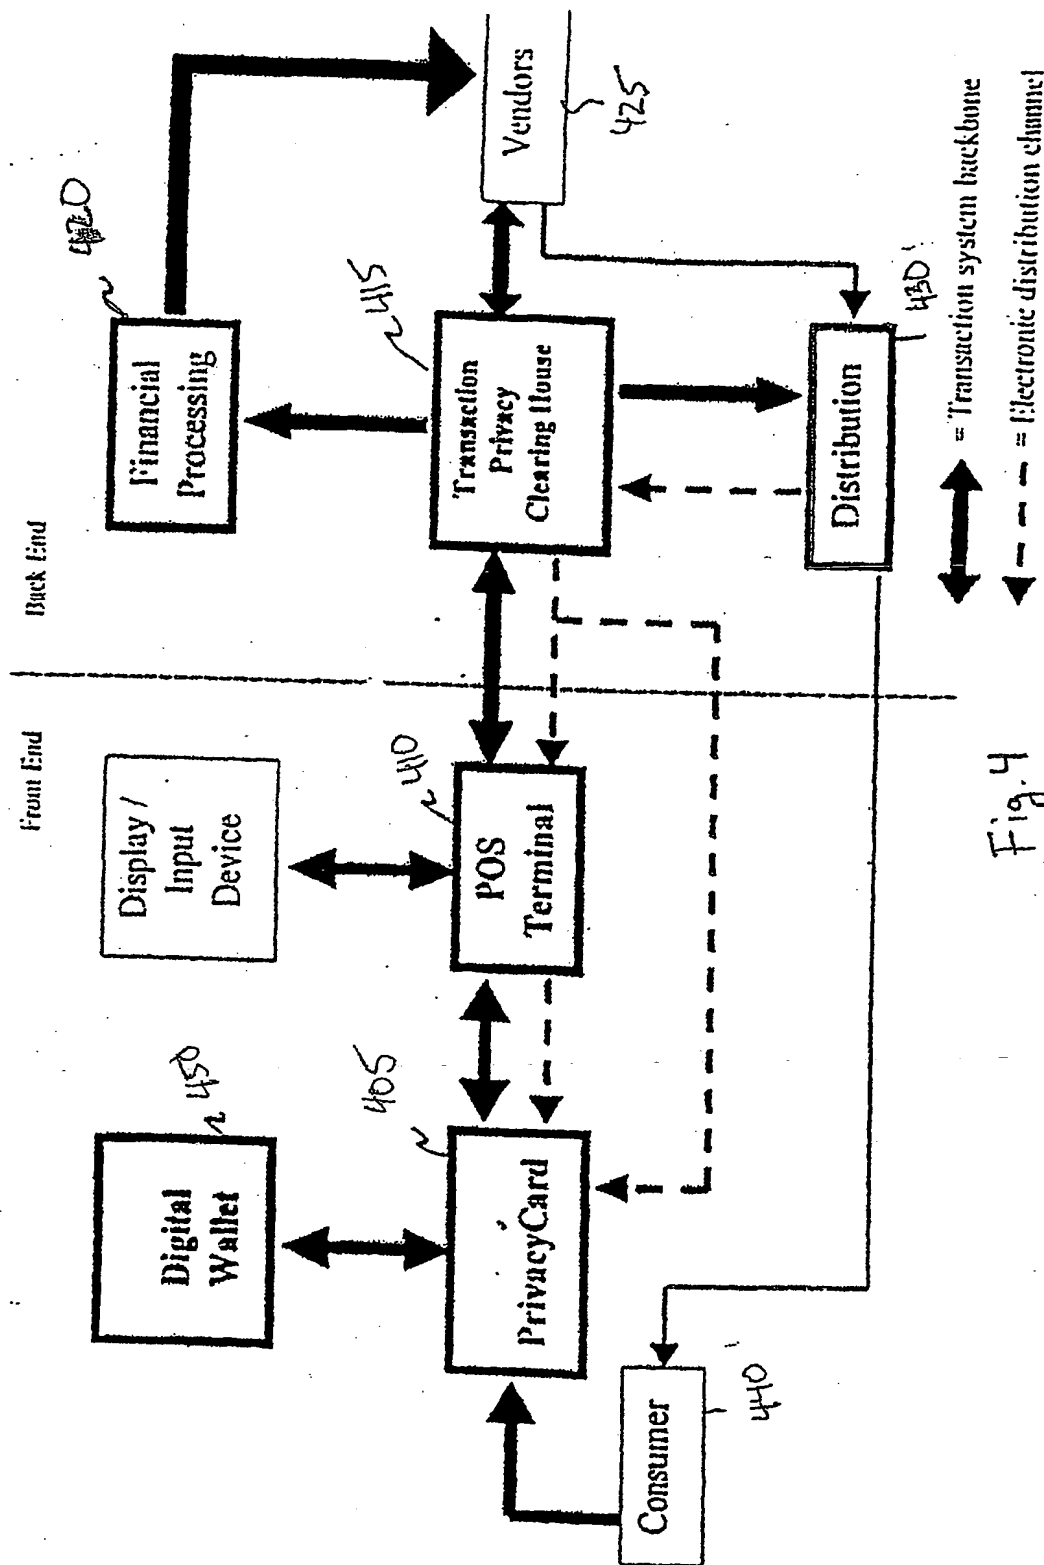 Front End
Back End
Digital
Wallet
450
Display /
Input
Device
Financial
Processing
420
PrivacyCard
405
POS
Terminal
410
Transaction
Privacy
Clearing House
415
Vendors
425
Consumer
440
Distribution
430
= Transaction system backbone
= Electronic distribution channel
Fig. 4